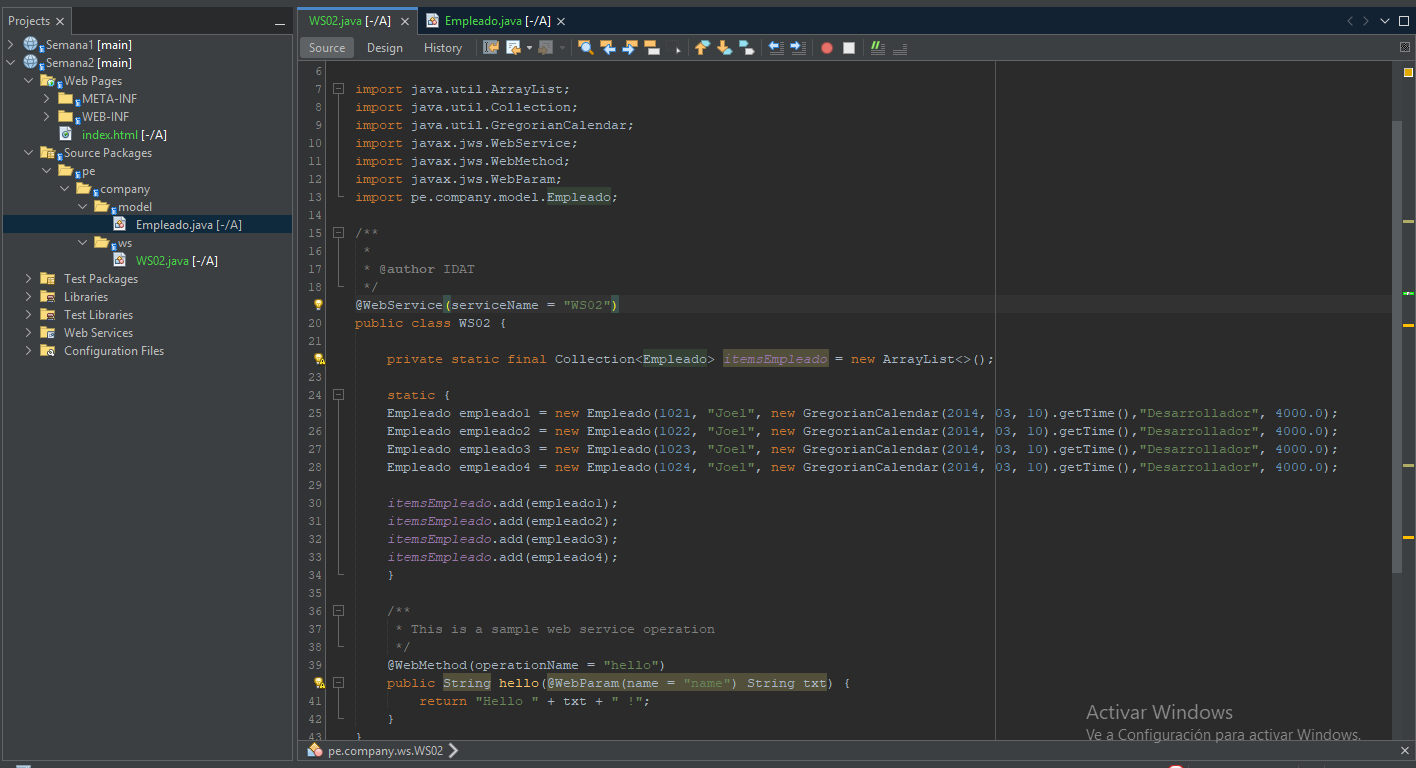 Projects
Semana1 [main]
Semana2 [main]
Web Pages
META-INF
WEB-INF
index.html [-/A]
Source Packages
pe
company
model
Empleado.java [-/A]
ws
WS02.java [-/A]
Test Packages
Libraries
Test Libraries
Web Services
Configuration Files
WS02.java [-/A]
Empleado.java [-/A]
Source Design History
6
7 import java.util.ArrayList;
8 import java.util.Collection;
9 import java.util.GregorianCalendar;
10 import javax.jws.WebService;
11 import javax.jws.WebMethod;
12 import javax.jws.WebParam;
13 import pe.company.model.Empleado;
14
15 /**
16 *
17 * @author IDAT
18 */
@WebService(serviceName = "WS02")
20 public class WS02 {
21
private static final Collection<Empleado> itemsEmpleado = new ArrayList<>();
23
24 static {
25 Empleado empleado1 = new Empleado(1021, "Joel", new GregorianCalendar(2014, 03, 10).getTime(),"Desarrollador", 4000.0);
26 Empleado empleado2 = new Empleado(1022, "Joel", new GregorianCalendar(2014, 03, 10).getTime(),"Desarrollador", 4000.0);
27 Empleado empleado3 = new Empleado(1023, "Joel", new GregorianCalendar(2014, 03, 10).getTime(),"Desarrollador", 4000.0);
28 Empleado empleado4 = new Empleado(1024, "Joel", new GregorianCalendar(2014, 03, 10).getTime(),"Desarrollador", 4000.0);
29
30 itemsEmpleado.add(empleado1);
31 itemsEmpleado.add(empleado2);
32 itemsEmpleado.add(empleado3);
33 itemsEmpleado.add(empleado4);
34 }
35
36 /**
37 * This is a sample web service operation
38 */
39 @WebMethod(operationName = "hello")
public String hello(@WebParam(name = "name") String txt) {
41 return "Hello " + txt + " !";
42 }
43 }
Activar Windows
Ve a Configuración para activar Windows.
pe.company.ws.WS02